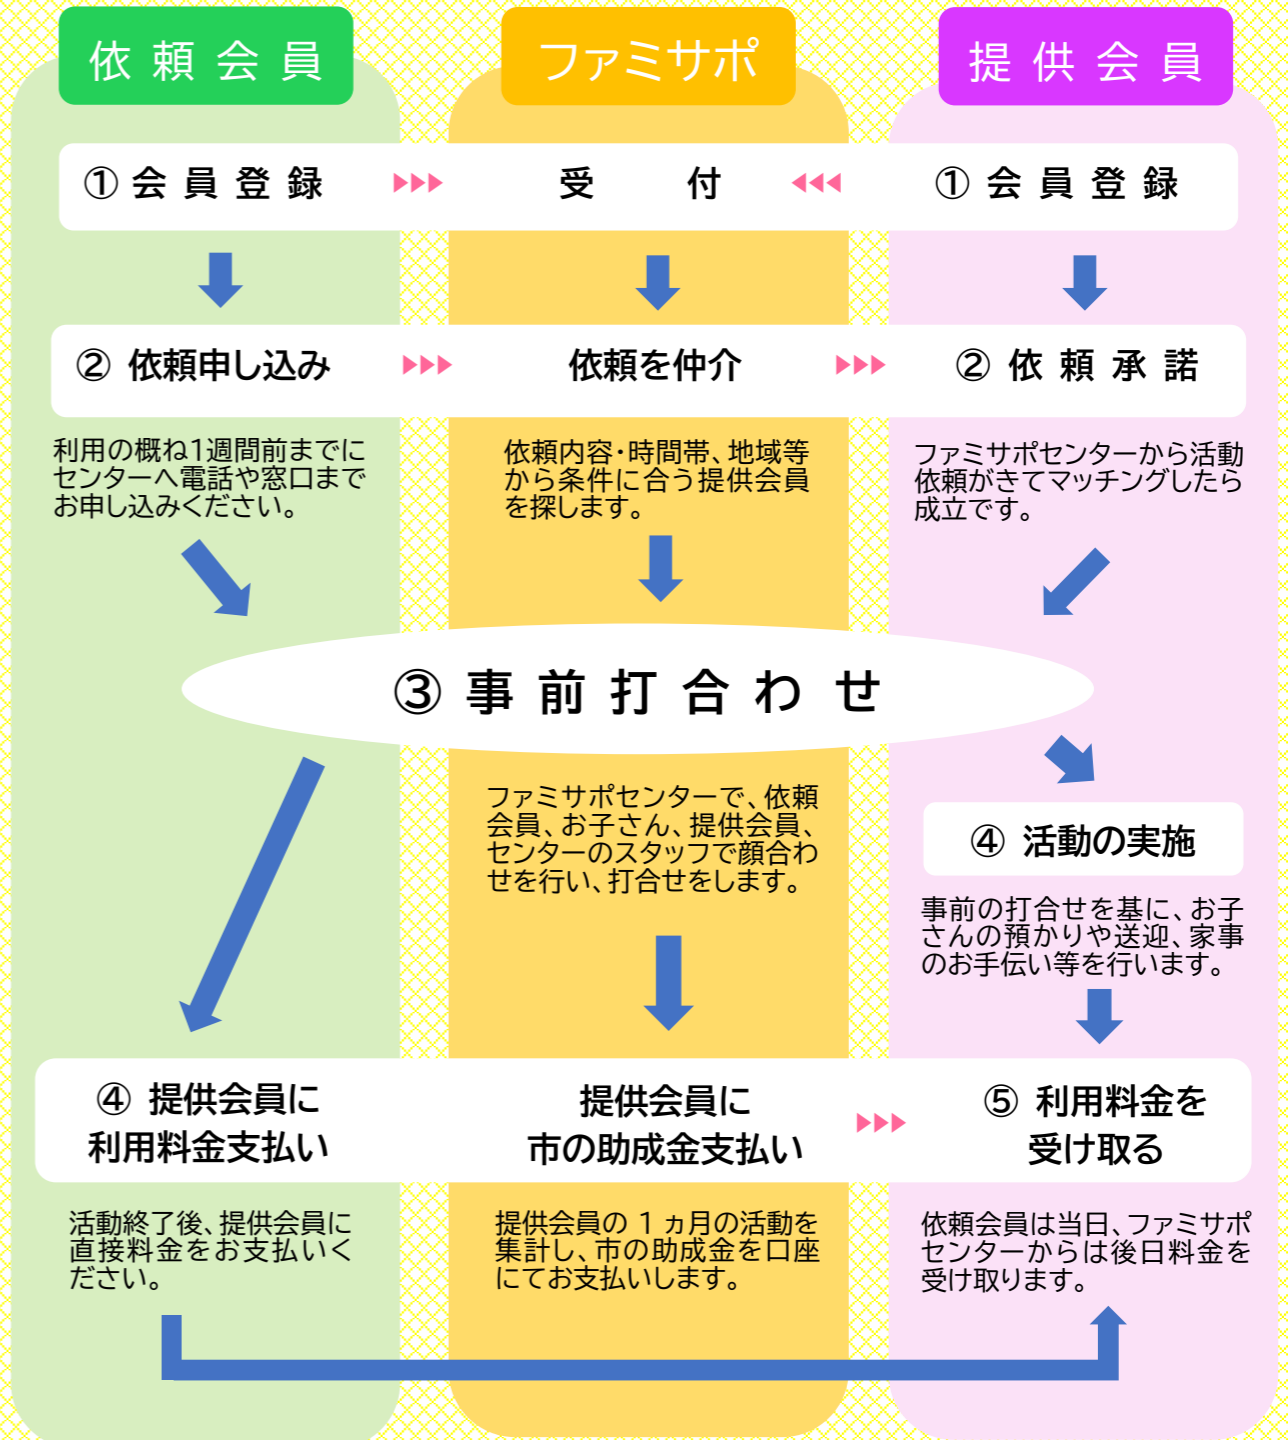 依頼会員
ファミサポ
提供会員
①会員登録
受付
①会員登録
② 依頼申し込み
依頼を仲介
② 依頼承諾
利用の概ね1週間前までに
センターへ電話や窓口まで
お申し込みください。
依頼内容・時間帯、地域等
から条件に合う提供会員
を探します。
ファミサポセンターから活動
依頼がきてマッチングしたら
成立です。
③事前打合わせ
ファミサポセンターで、依頼
会員、お子さん、提供会員、
センターのスタッフで顔合わ
せを行い、打合せをします。
④ 活動の実施
事前の打合せを基に、お子
さんの預かりや送迎、家事
のお手伝い等を行います。
④ 提供会員に
利用料金支払い
提供会員に
市の助成金支払い
⑤ 利用料金を
受け取る
活動終了後、提供会員に
直接料金をお支払いく
ださい。
提供会員の 1 ヵ月の活動を
集計し、市の助成金を口座
にてお支払いします。
依頼会員は当日、ファミサポ
センターからは後日料金を
受け取ります。